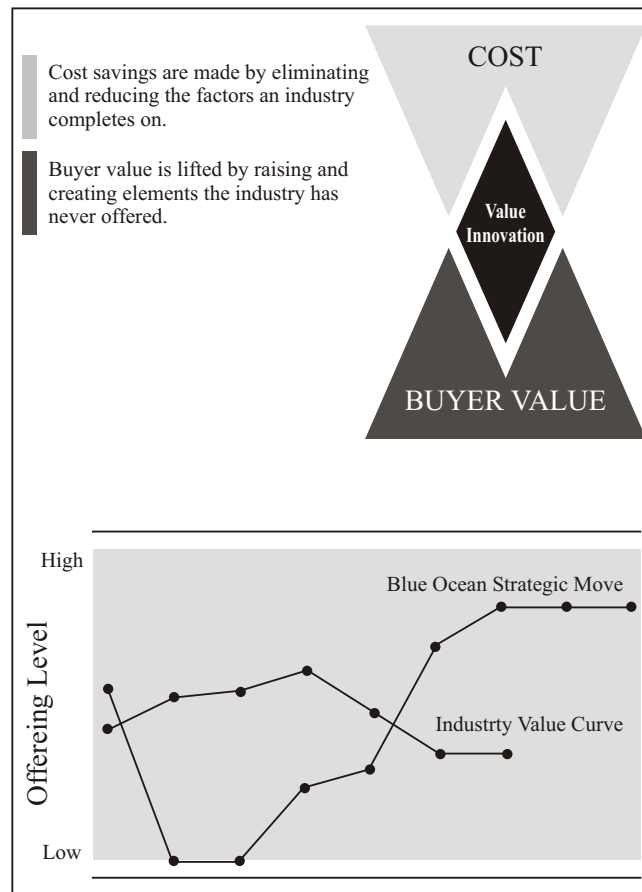 Cost savings are made by eliminating
and reducing the factors an industry
completes on.
Buyer value is lifted by raising and
creating elements the industry has
never offered.
COST
Value
Innovation
BUYER VALUE
High
Blue Ocean Strategic Move
Offereing Level
Industrty Value Curve
Low